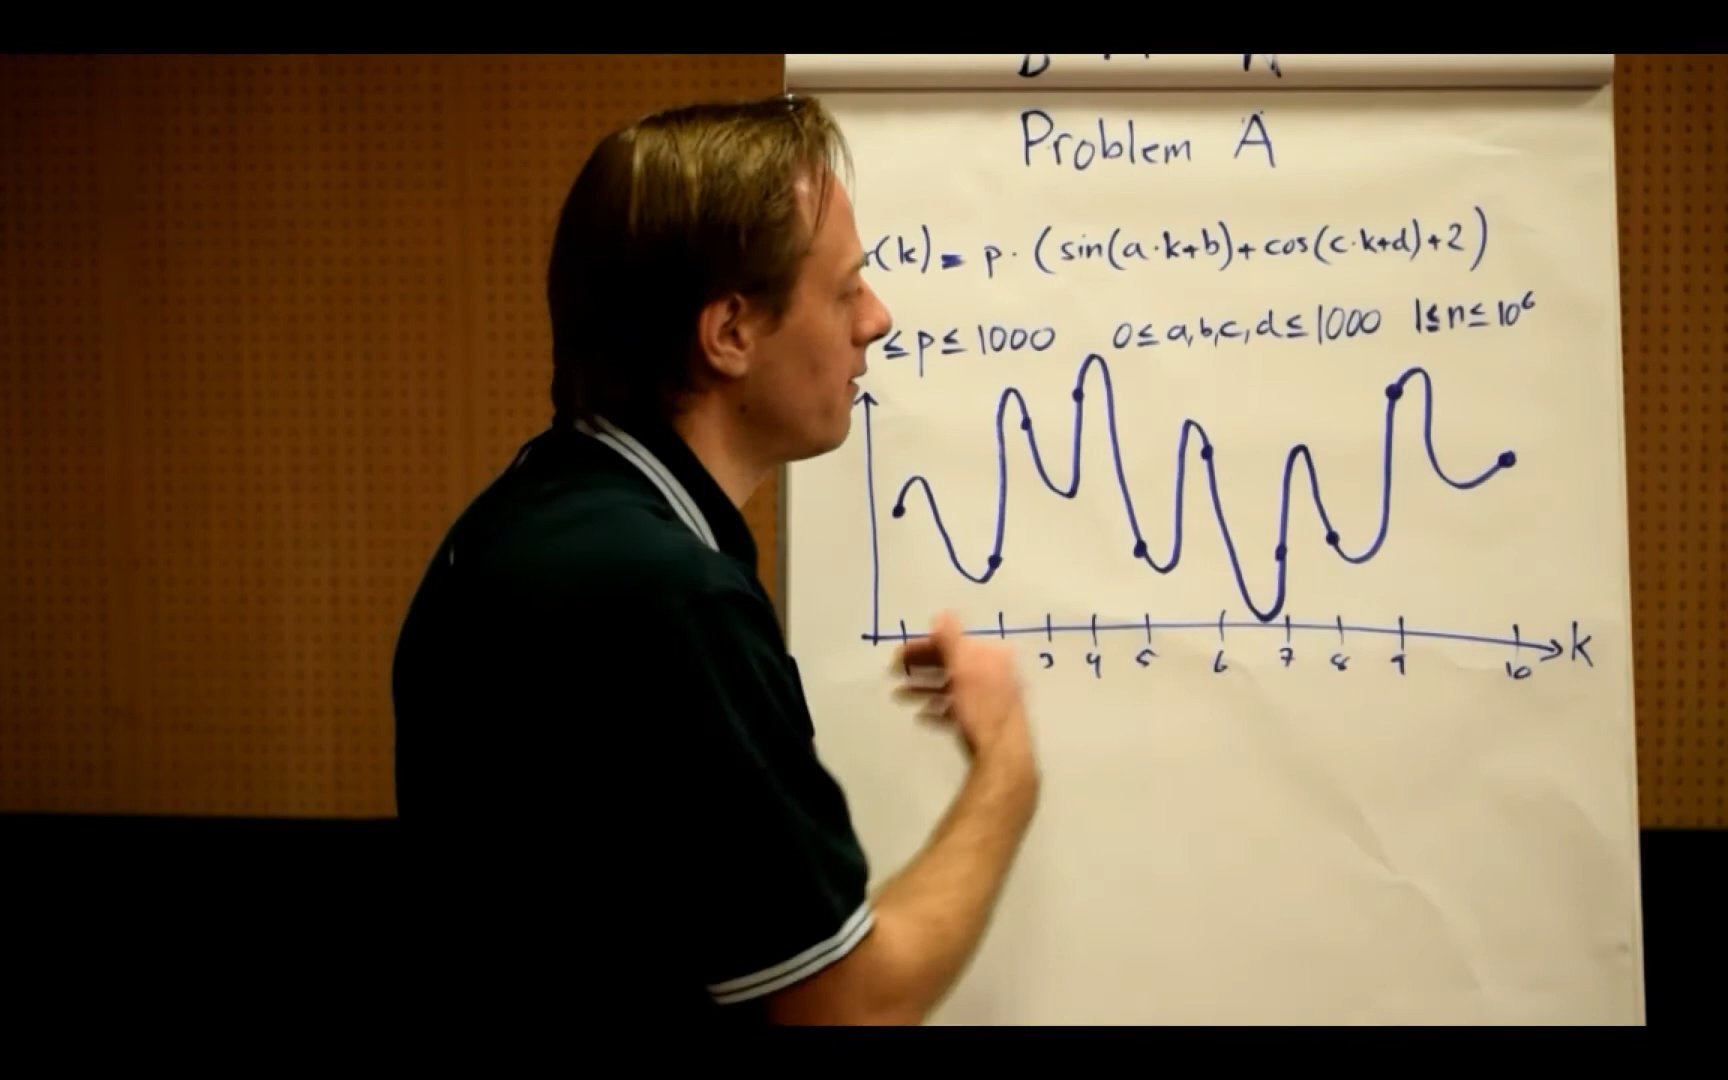 Problem A
r(k) = p · (sin(a·k+b)+cos(c·k+d)+2)
≤ p ≤ 1000 0 ≤ a,b,c,d ≤ 1000 1 ≤ n ≤ 10⁶
3 4 5 6 7 8 9 10 k